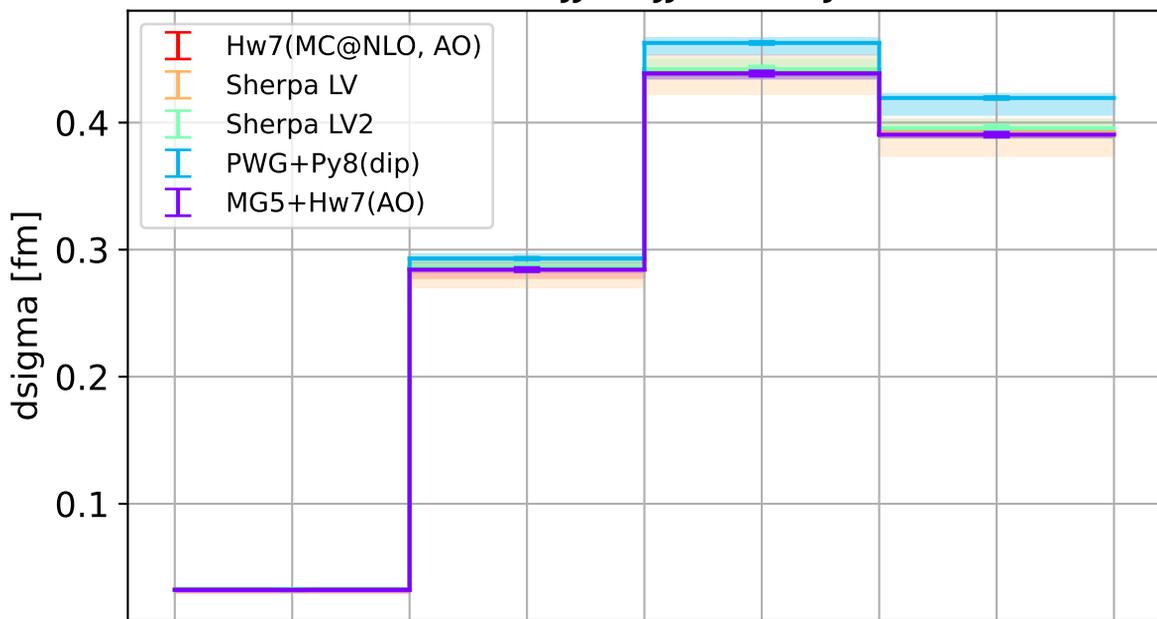 Hw7(MC@NLO, AO)
Sherpa LV
Sherpa LV2
PWG+Py8(dip)
MG5+Hw7(AO)
0.4
0.3
0.2
0.1
dsigma [fm]